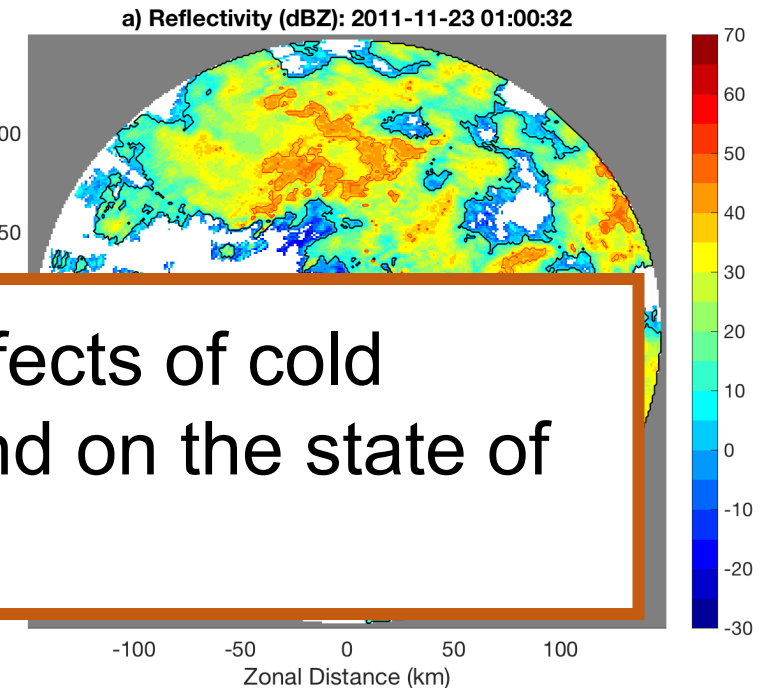 a) Reflectivity (dBZ): 2011-11-23 01:00:32
70
60
50
40
30
20
10
0
-10
-20
-30
00
50
fects of cold
nd on the state of
-100 -50 0 50 100
Zonal Distance (km)